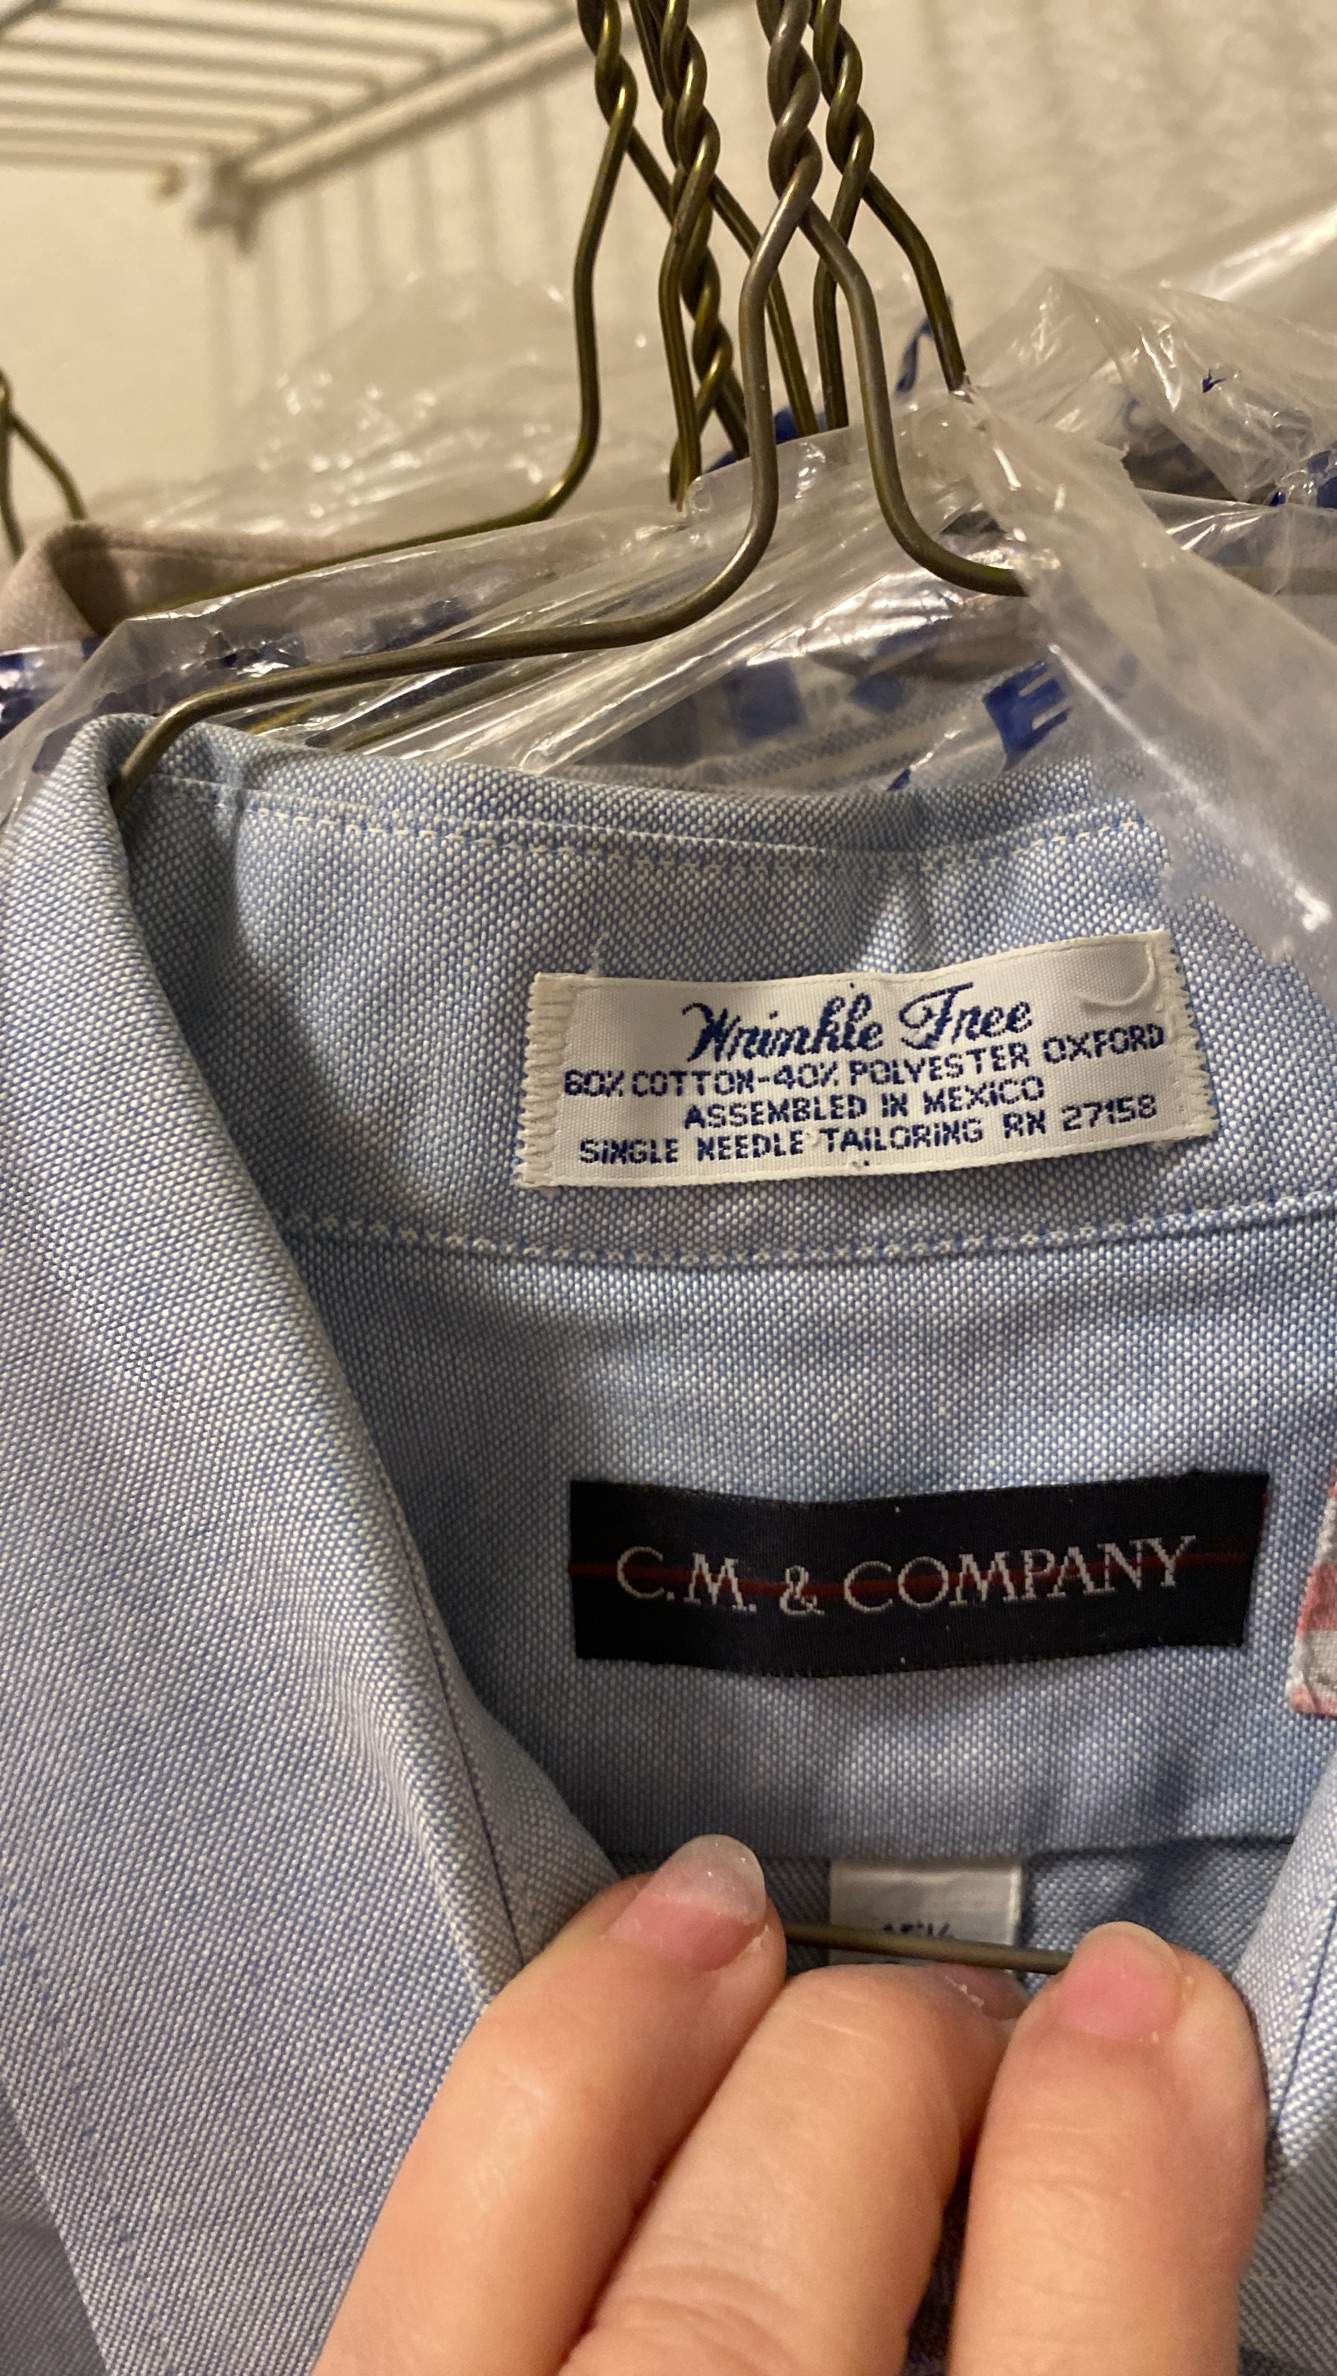 Wrinkle Free
60% COTTON-40% POLYESTER OXFORD
ASSEMBLED IN MEXICO
SINGLE NEEDLE TAILORING RN 27158
C.M. & COMPANY